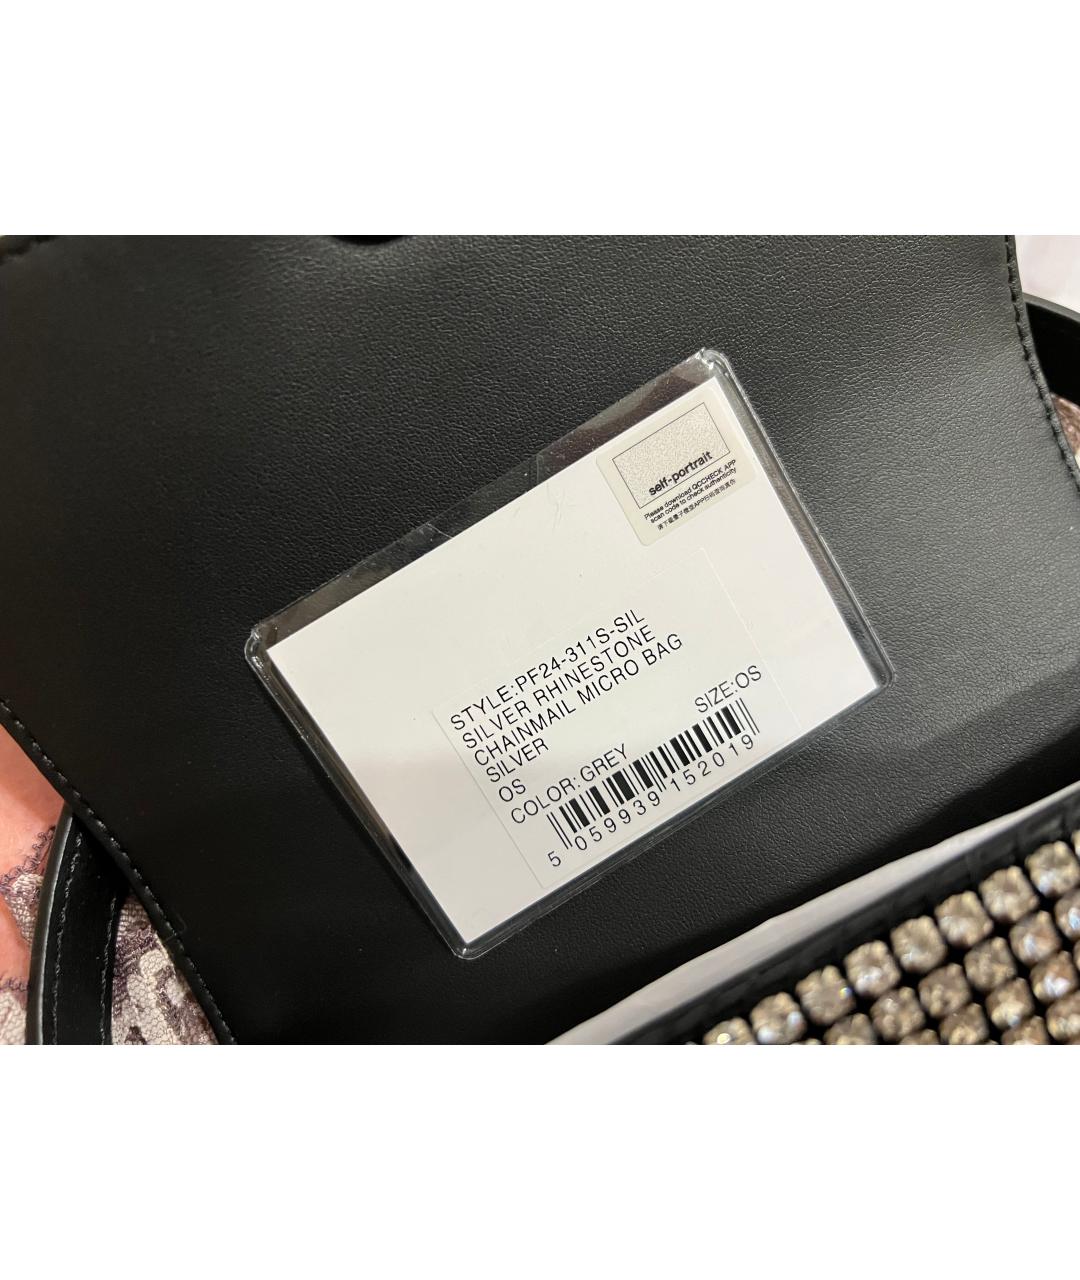 self-portrait
Please download QCCHECK APP
scan code to check authenticity
STYLE:PF24-311S-SIL
SILVER RHINESTONE
CHAINMAIL MICRO BAG
SILVER
OS SIZE:OS
COLOR: GREY
5 059939 152019